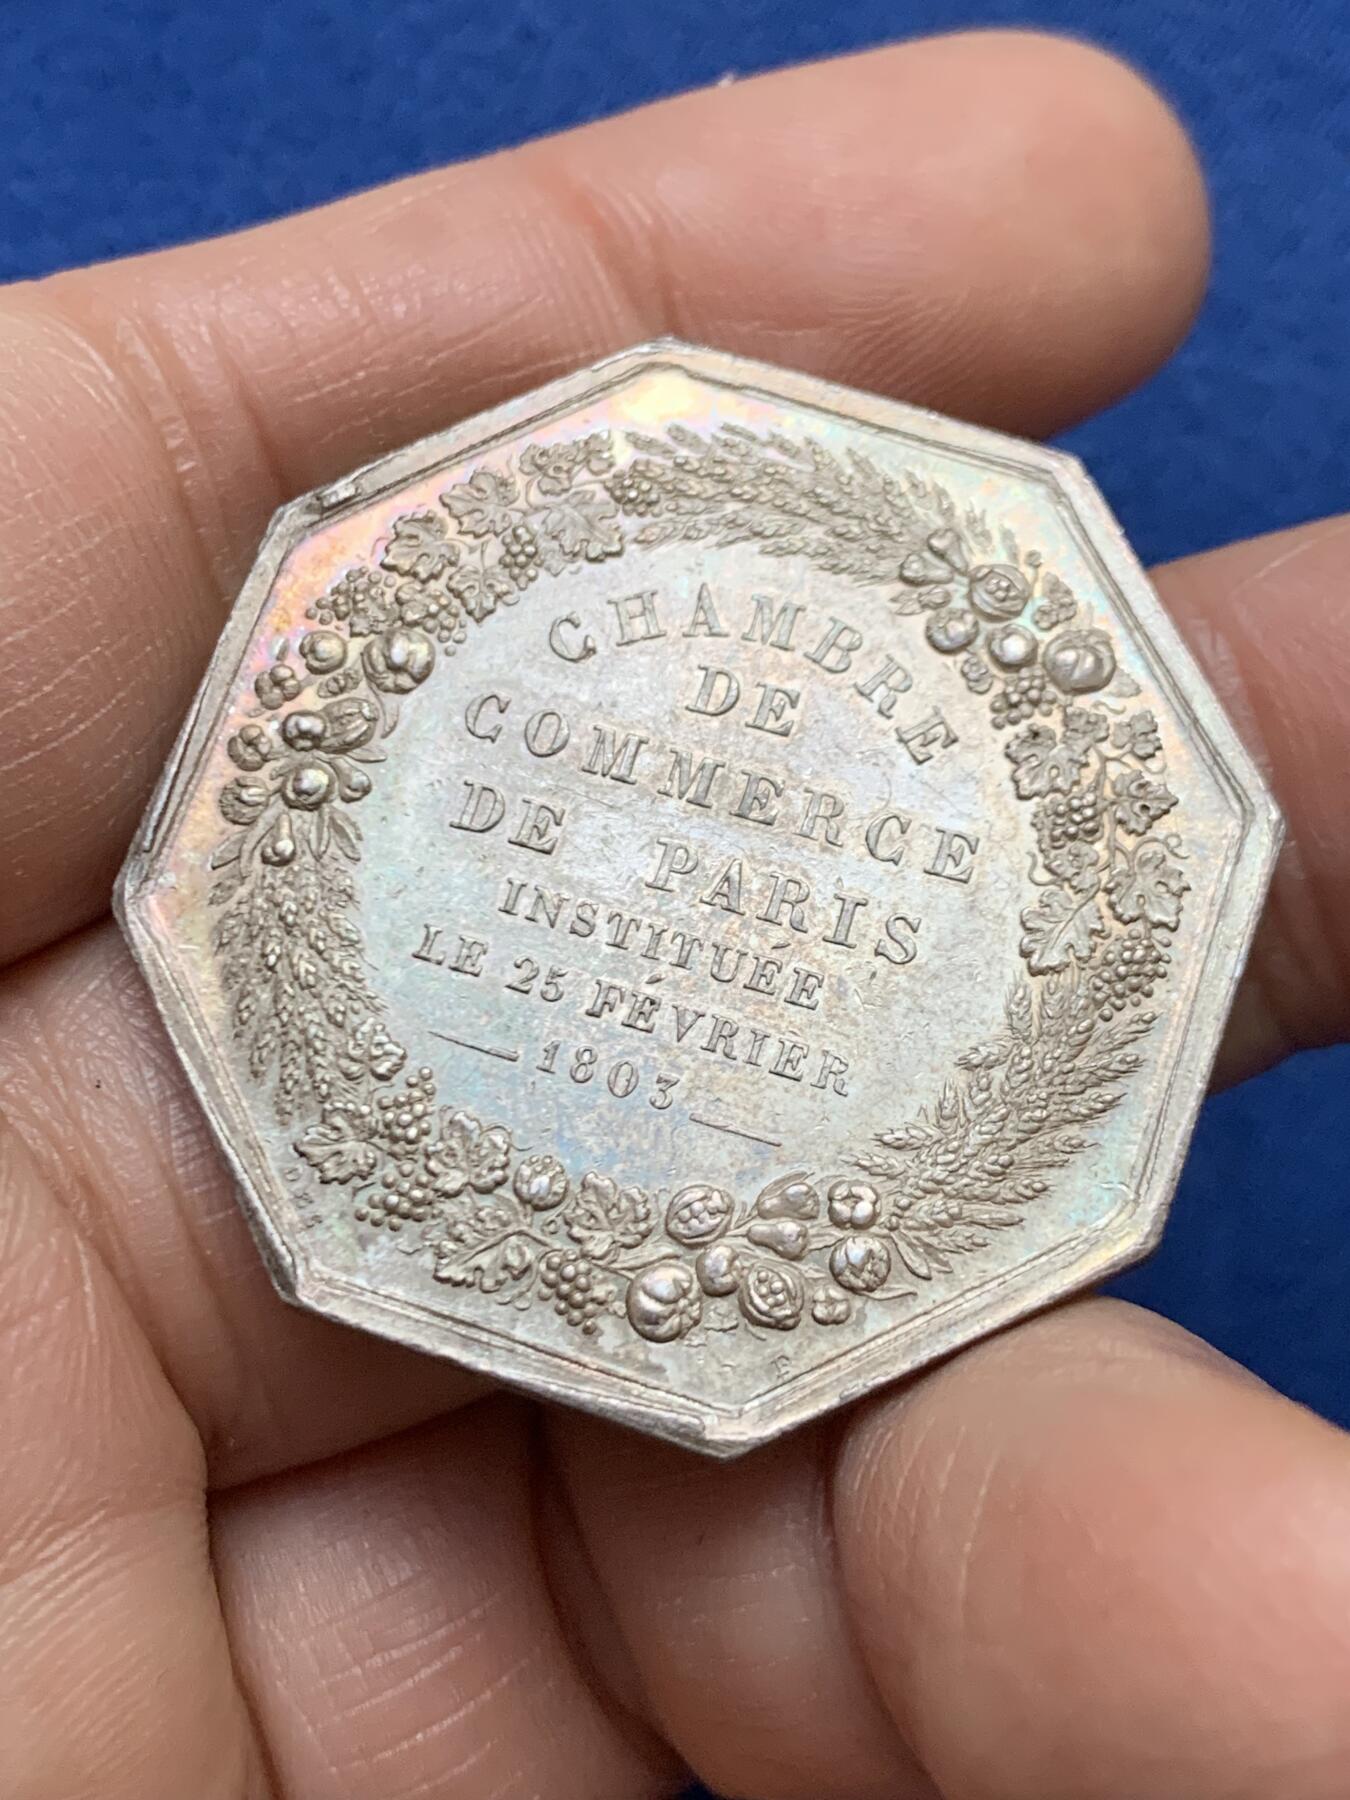 CHAMBRE
DE
COMMERCE
DE PARIS
INSTITUÉE
LE 25 FÉVRIER
1803
F